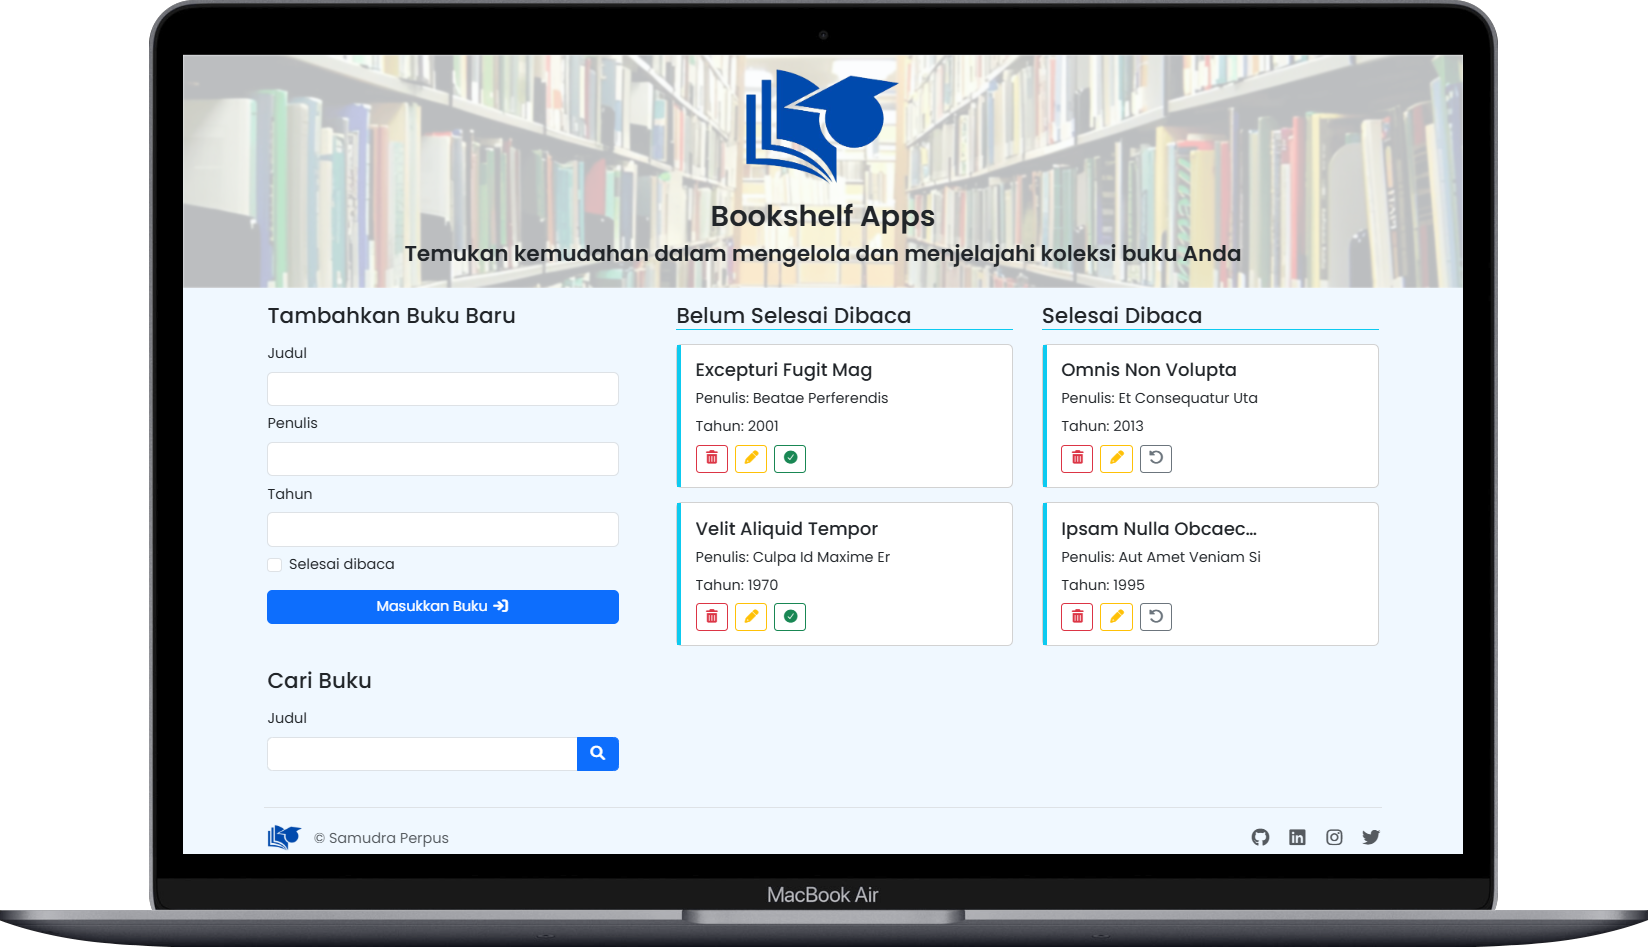 Bookshelf Apps
Temukan kemudahan dalam mengelola dan menjelajahi koleksi buku Anda
Tambahkan Buku Baru
Judul
Penulis
Tahun
Selesai dibaca
Masukkan Buku
Cari Buku
Judul
Belum Selesai Dibaca
Excepturi Fugit Mag
Penulis: Beatae Perferendis
Tahun: 2001
Velit Aliquid Tempor
Penulis: Culpa Id Maxime Er
Tahun: 1970
Selesai Dibaca
Omnis Non Volupta
Penulis: Et Consequatur Uta
Tahun: 2013
Ipsam Nulla Obcaec...
Penulis: Aut Amet Veniam Si
Tahun: 1995
© Samudra Perpus
MacBook Air